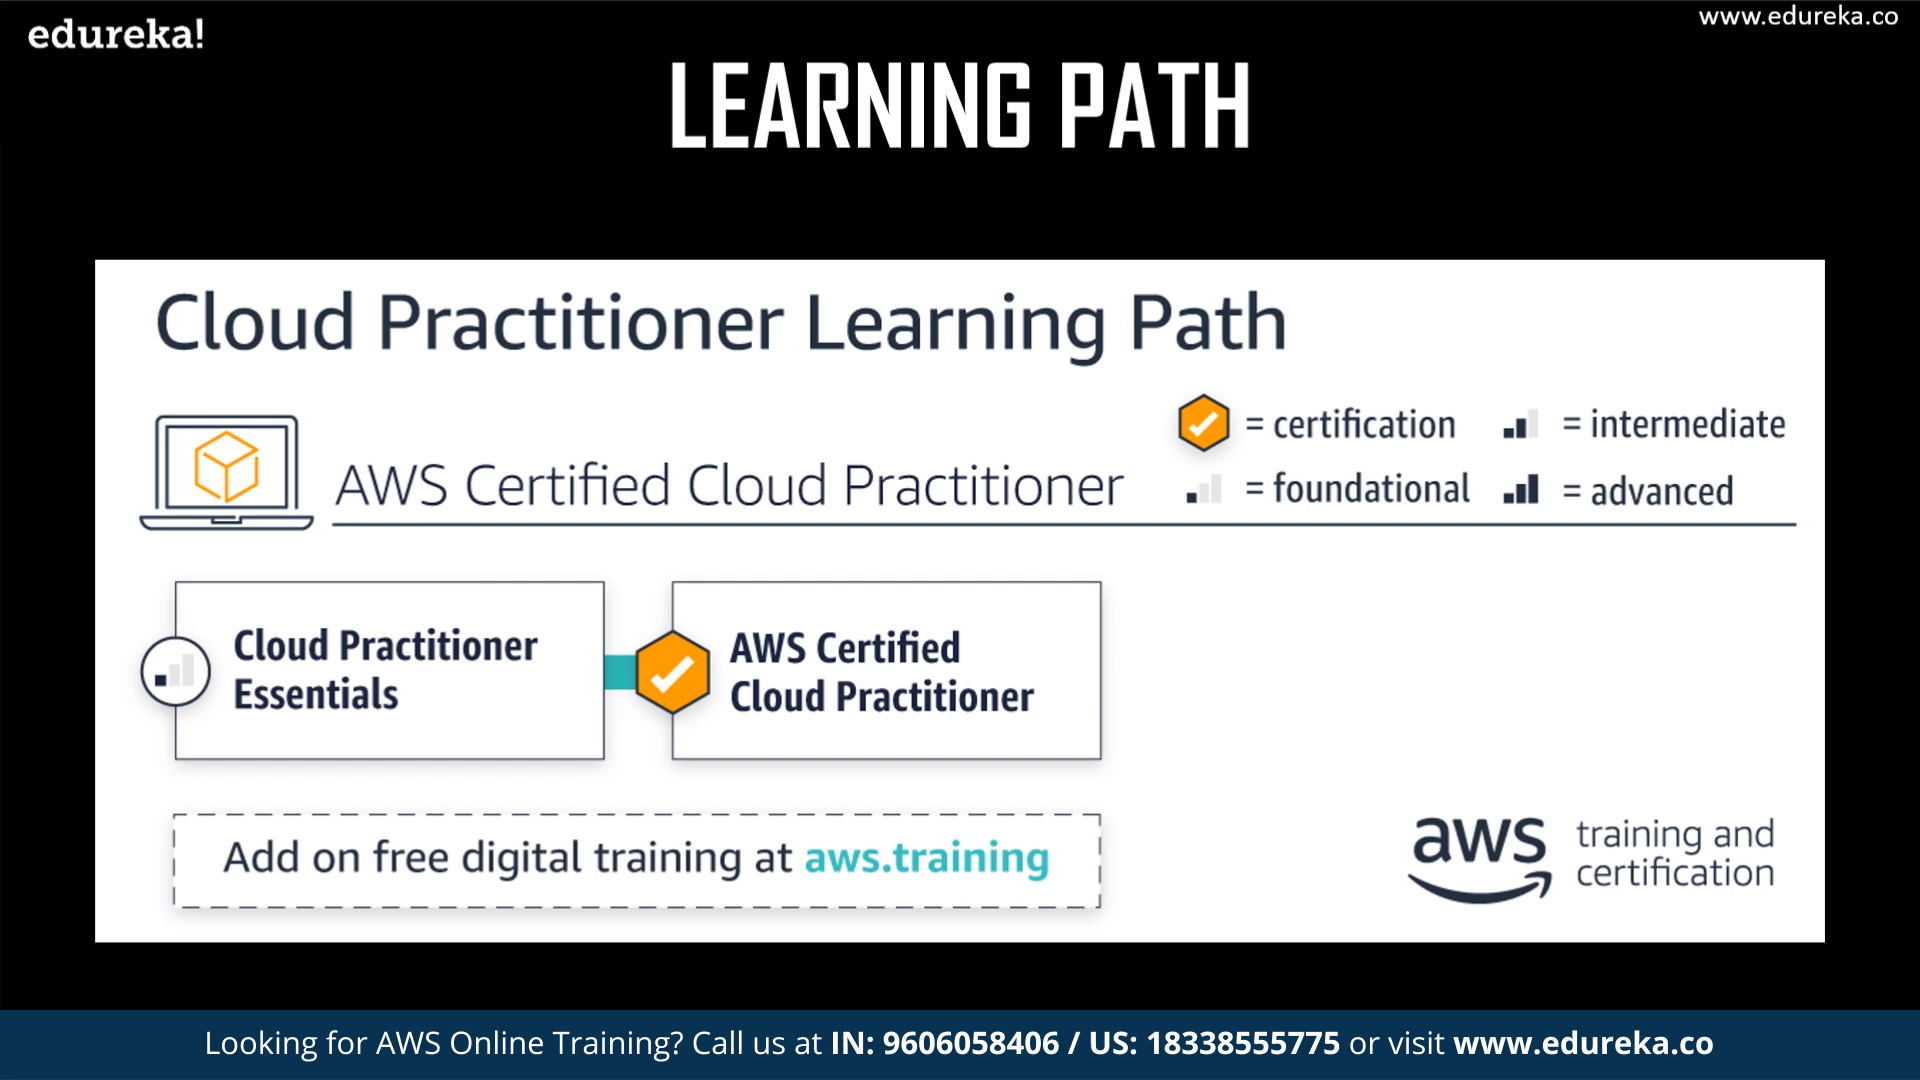 edureka!
www.edureka.co
LEARNING PATH
Cloud Practitioner Learning Path
AWS Certified Cloud Practitioner
= certification
= intermediate
= foundational
= advanced
Cloud Practitioner
Essentials
AWS Certified
Cloud Practitioner
Add on free digital training at aws.training
aws training and
certification
Looking for AWS Online Training? Call us at IN: 9606058406 / US: 18338555775 or visit www.edureka.co